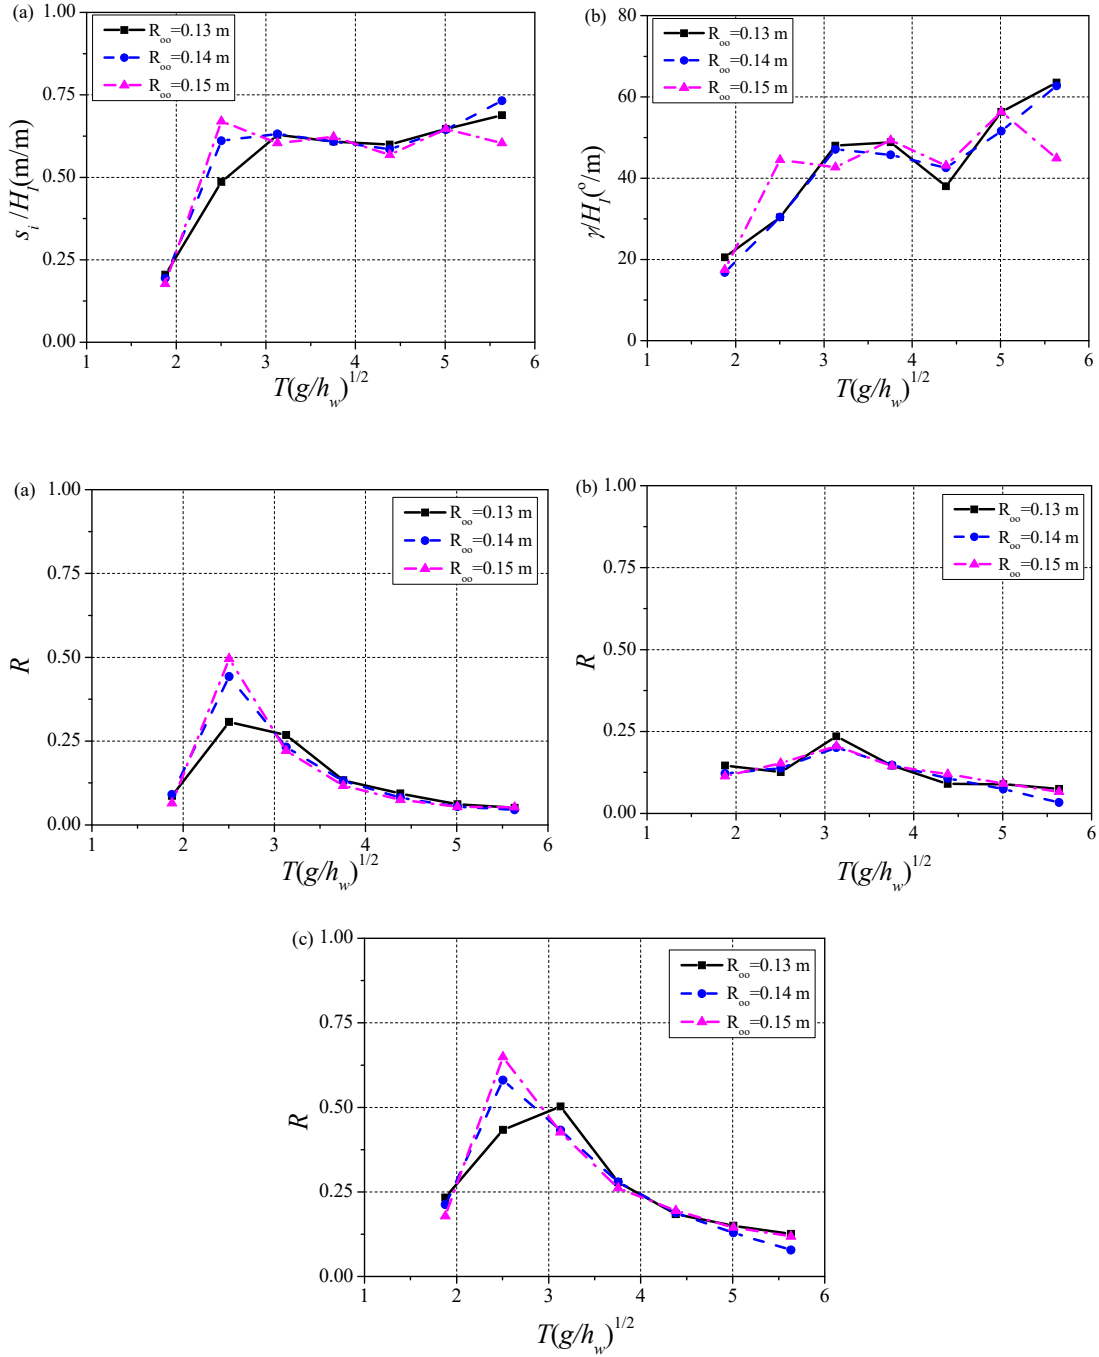 (a)
1.00
0.75
0.50
0.25
0.00
s_i/H_I(m/m)
R_oo=0.13 m
R_oo=0.14 m
R_oo=0.15 m
1 2 3 4 5 6
T(g/h_w)^1/2
(b)
80
60
40
20
0
γ/H_I(°/m)
R_oo=0.13 m
R_oo=0.14 m
R_oo=0.15 m
1 2 3 4 5 6
T(g/h_w)^1/2
(a)
1.00
0.75
0.50
0.25
0.00
R
R_oo=0.13 m
R_oo=0.14 m
R_oo=0.15 m
1 2 3 4 5 6
T(g/h_w)^1/2
(b)
1.00
0.75
0.50
0.25
0.00
R
R_oo=0.13 m
R_oo=0.14 m
R_oo=0.15 m
1 2 3 4 5 6
T(g/h_w)^1/2
(c)
1.00
0.75
0.50
0.25
0.00
R
R_oo=0.13 m
R_oo=0.14 m
R_oo=0.15 m
1 2 3 4 5 6
T(g/h_w)^1/2